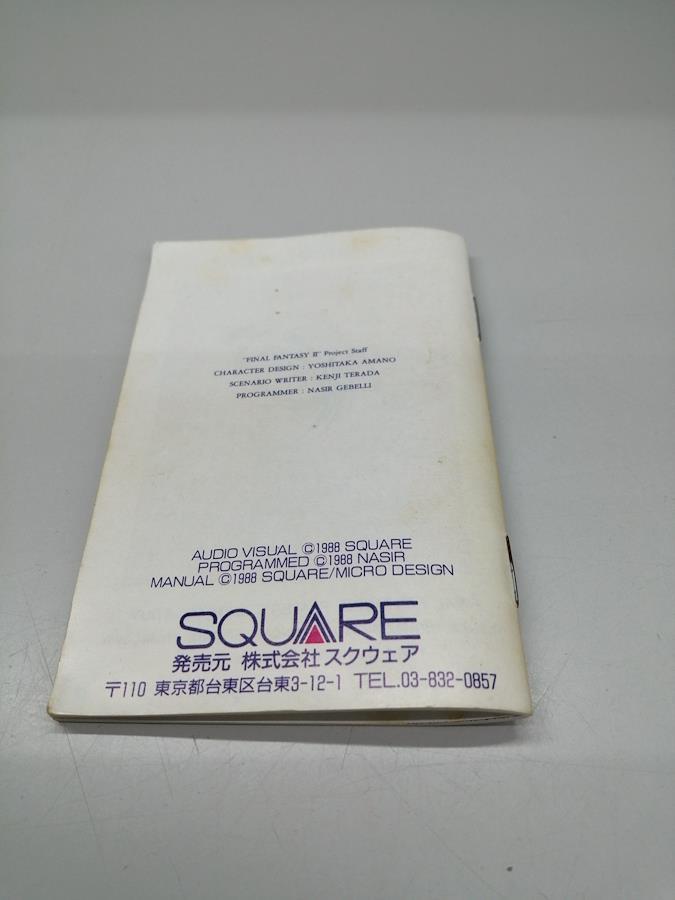 "FINAL FANTASY II" Project Staff
CHARACTER DESIGN : YOSHITAKA AMANO
SCENARIO WRITER : KENJI TERADA
PROGRAMMER : NASIR GEBELLI
AUDIO VISUAL ©1988 SQUARE
PROGRAMMED ©1988 NASIR
MANUAL ©1988 SQUARE/MICRO DESIGN
SQUARE
発売元 株式会社スクウェア
〒110 東京都台東区台東3-12-1 TEL.03-832-0857